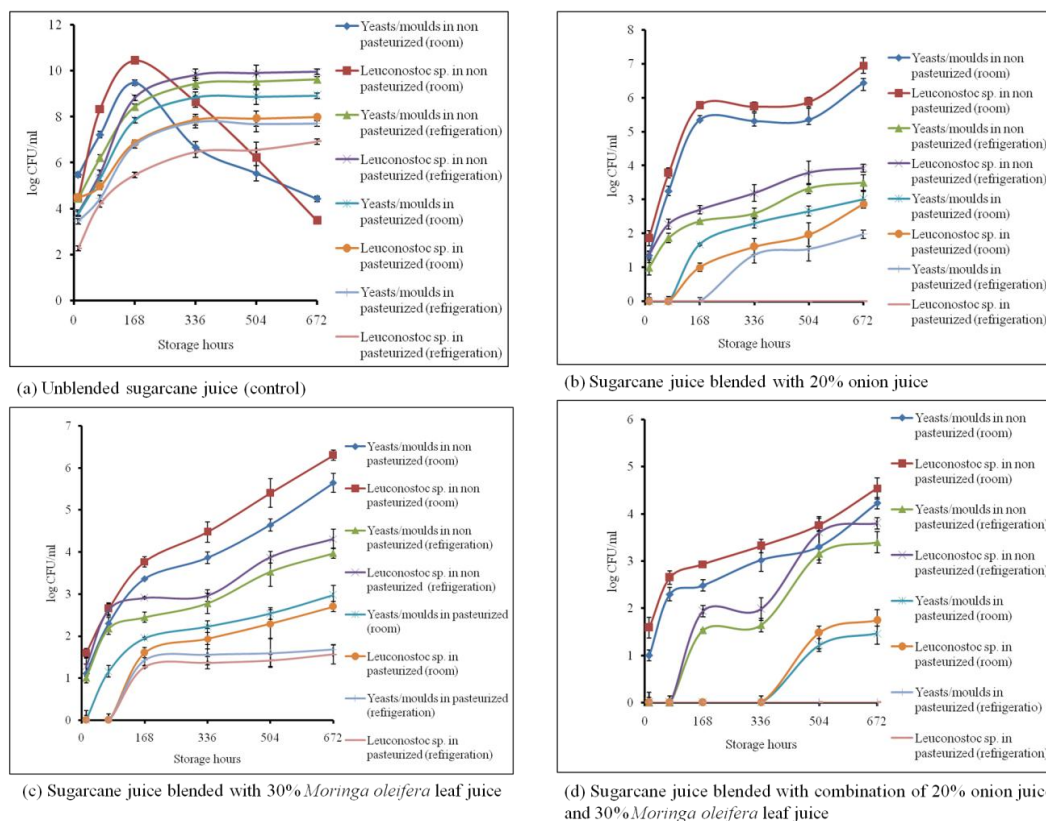 12
10
8
6
4
2
0
log CFU/ml
0 168 336 504 672
Storage hours
Yeasts/moulds in non
pasteurized (room)
Leuconostoc sp. in non
pasteurized (room)
Yeasts/moulds in non
pasteurized (refrigeration)
Leuconostoc sp. in non
pasteurized (refrigeration)
Yeasts/moulds in
pasteurized (room)
Leuconostoc sp. in
pasteurized (room)
Yeasts/moulds in
pasteurized (refrigeration)
Leuconostoc sp. in
pasteurized (refrigeration)
(a) Unblended sugarcane juice (control)
8
7
6
5
4
3
2
1
0
log CFU/ml
0 168 336 504 672
Storage hours
Yeasts/moulds in non
pasteurized (room)
Leuconostoc sp. in non
pasteurized (room)
Yeasts/moulds in non
pasteurized (refrigeration)
Leuconostoc sp. in non
pasteurized (refrigeration)
Yeasts/moulds in
pasteurized (room)
Leuconostoc sp. in
pasteurized (room)
Yeasts/moulds in
pasteurized (refrigeration)
Leuconostoc sp. in
pasteurized (refrigeration)
(b) Sugarcane juice blended with 20% onion juice
7
6
5
4
3
2
1
0
log CFU/ml
0 168 336 504 672
Storage hours
Yeasts/moulds in non
pasteurized (room)
Leuconostoc sp. in non
pasteurized (room)
Yeasts/moulds in non
pasteurized (refrigeration)
Leuconostoc sp. in non
pasteurized (refrigeration)
Yeasts/moulds in pasteurized
(room)
Leuconostoc sp. in
pasteurized (room)
Yeasts/moulds in pasteurized
(refrigeration)
Leuconostoc sp. in
pasteurized (refrigeration)
(c) Sugarcane juice blended with 30% Moringa oleifera leaf juice
6
5
4
3
2
1
0
log CFU/ml
0 168 336 504 672
Storage hours
Yeasts/moulds in non
pasteurized (room)
Leuconostoc sp. in non
pasteurized (room)
Yeasts/moulds in non
pasteurized (refrigeration)
Leuconostoc sp. in non
pasteurized (refrigeration)
Yeasts/moulds in
pasteurized (room)
Leuconostoc sp. in
pasteurized (room)
Yeasts/moulds in
pasteurized (refrigeratio)
Leuconostoc sp. in
pasteurized (refrigeration)
(d) Sugarcane juice blended with combination of 20% onion juice
and 30% Moringa oleifera leaf juice